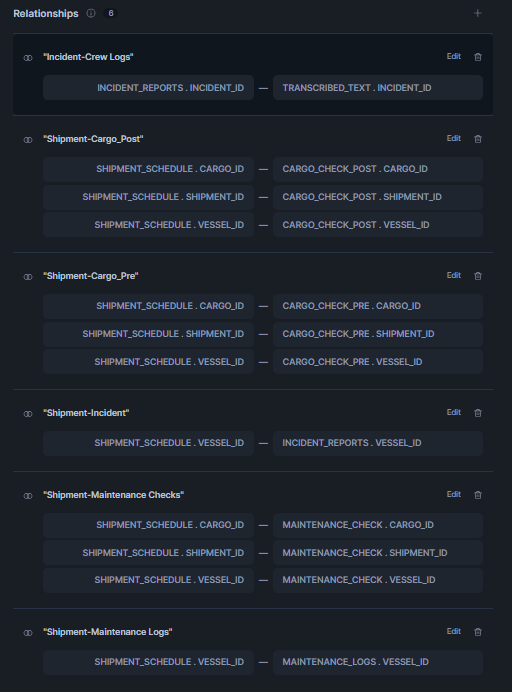 Relationships 6
"Incident-Crew Logs" Edit
INCIDENT_REPORTS . INCIDENT_ID — TRANSCRIBED_TEXT . INCIDENT_ID
"Shipment-Cargo_Post" Edit
SHIPMENT_SCHEDULE . CARGO_ID — CARGO_CHECK_POST . CARGO_ID
SHIPMENT_SCHEDULE . SHIPMENT_ID — CARGO_CHECK_POST . SHIPMENT_ID
SHIPMENT_SCHEDULE . VESSEL_ID — CARGO_CHECK_POST . VESSEL_ID
"Shipment-Cargo_Pre" Edit
SHIPMENT_SCHEDULE . CARGO_ID — CARGO_CHECK_PRE . CARGO_ID
SHIPMENT_SCHEDULE . SHIPMENT_ID — CARGO_CHECK_PRE . SHIPMENT_ID
SHIPMENT_SCHEDULE . VESSEL_ID — CARGO_CHECK_PRE . VESSEL_ID
"Shipment-Incident" Edit
SHIPMENT_SCHEDULE . VESSEL_ID — INCIDENT_REPORTS . VESSEL_ID
"Shipment-Maintenance Checks" Edit
SHIPMENT_SCHEDULE . CARGO_ID — MAINTENANCE_CHECK . CARGO_ID
SHIPMENT_SCHEDULE . SHIPMENT_ID — MAINTENANCE_CHECK . SHIPMENT_ID
SHIPMENT_SCHEDULE . VESSEL_ID — MAINTENANCE_CHECK . VESSEL_ID
"Shipment-Maintenance Logs" Edit
SHIPMENT_SCHEDULE . VESSEL_ID — MAINTENANCE_LOGS . VESSEL_ID